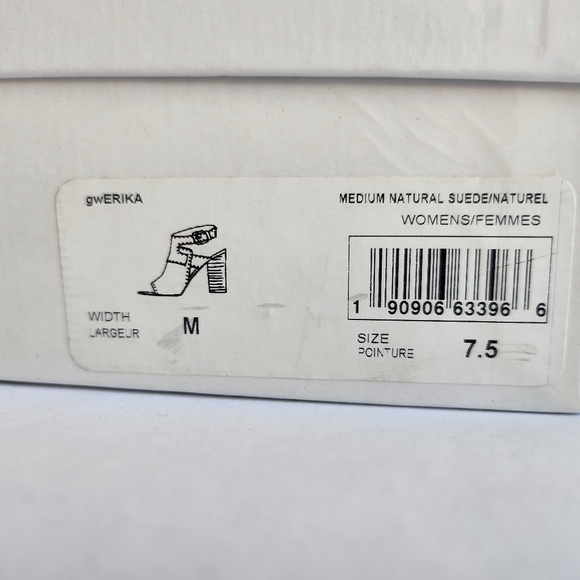 gwERIKA
MEDIUM NATURAL SUEDE/NATUREL
WOMENS/FEMMES
1 90906 63396 6
WIDTH
LARGEUR
M
SIZE
POINTURE
7.5